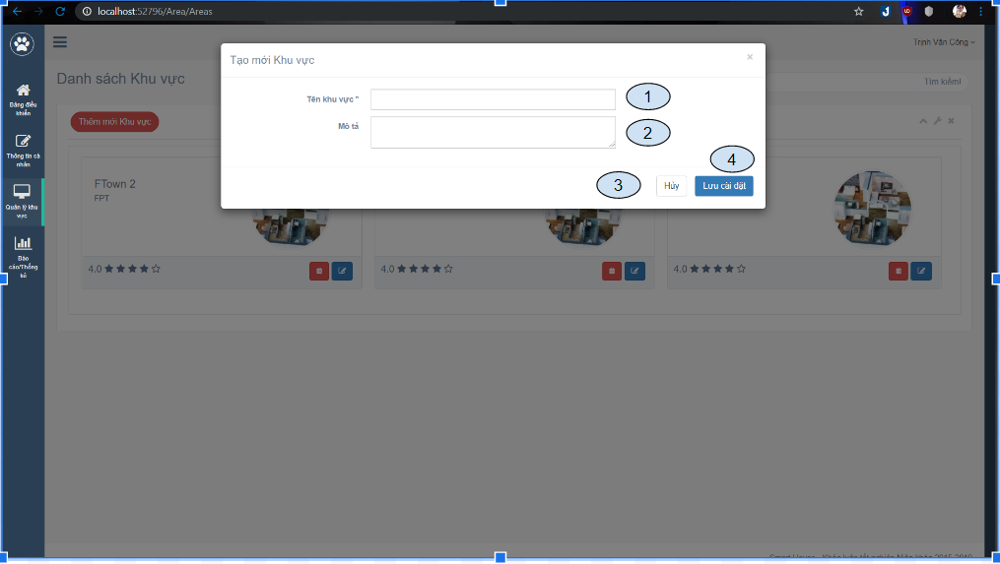 localhost:52796/Area/Areas
Trịnh Văn Công
Tạo mới Khu vực
×
Danh sách Khu vực
Tìm kiếm!
Tên khu vực *
1
Bảng điều
khiển
Thêm mới Khu vực
Mô tả
2
Thông tin cá
nhân
4
FTown 2
3
Hủy
Lưu cài đặt
FPT
Quản lý khu
vực
Báo
cáo/Thống
kê
4.0
4.0
4.0